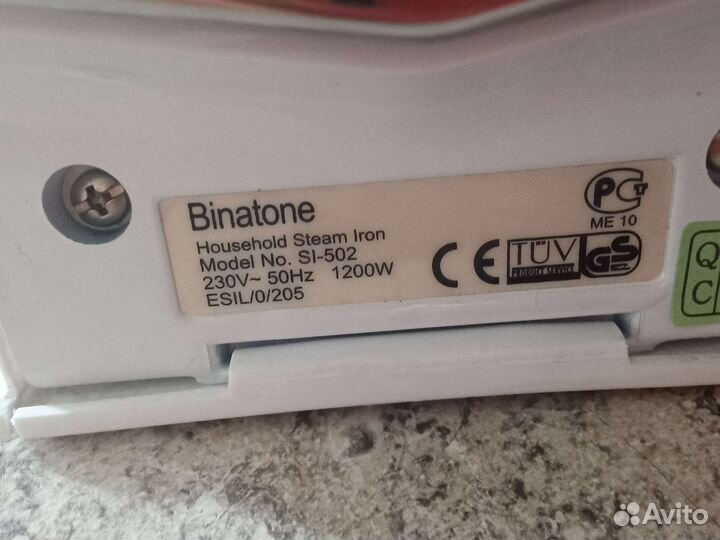 Binatone
Household Steam Iron
Model No. SI-502
230V~ 50Hz 1200W
ESIL/0/205
CE
TÜV
PRODUCT SERVICE
GS
PCT
ME 10
Q
C
Avito